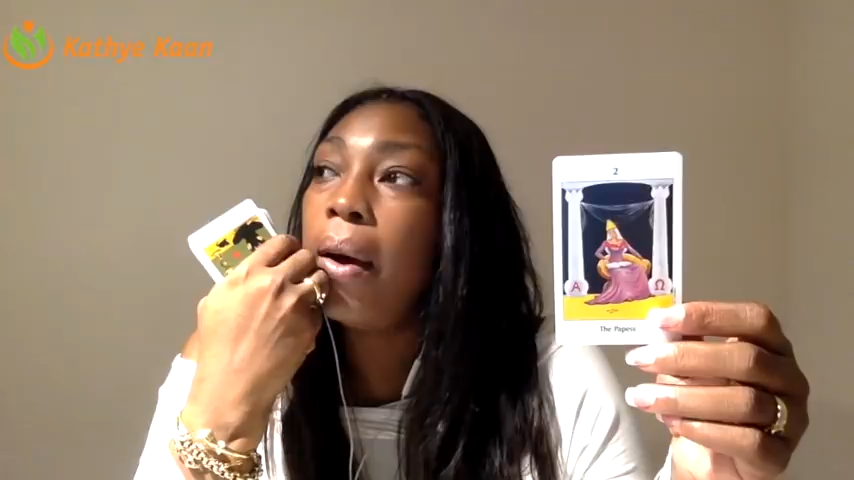 Kathye Kaan
2
A Ω
The Papess